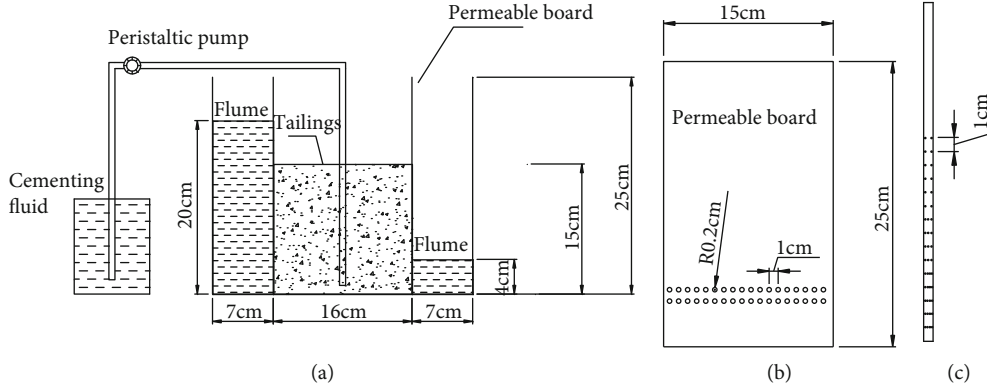 Permeable board
Peristaltic pump
Flume
Tailings
Cementing
fluid
20cm
Flume
4cm
15cm
25cm
7cm
16cm
7cm
(a)
15cm
Permeable board
R0.2cm
1cm
25cm
(b)
1cm
(c)